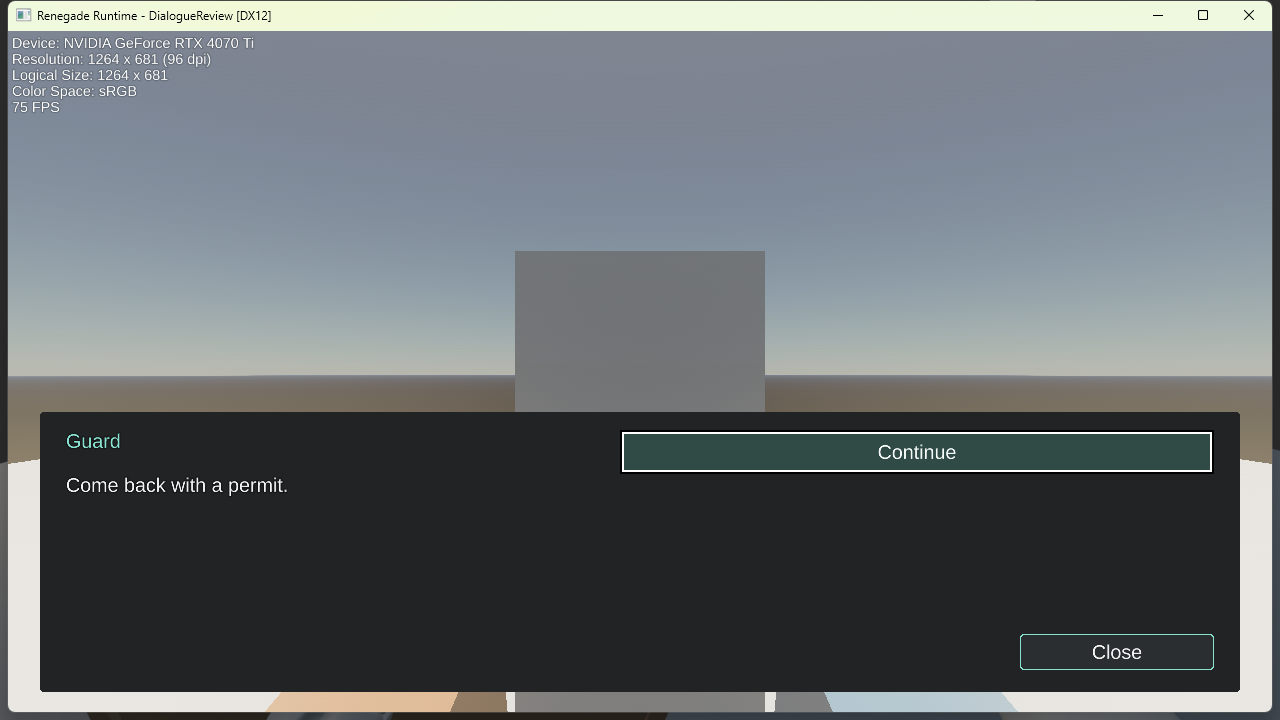 Renegade Runtime - DialogueReview [DX12]
Device: NVIDIA GeForce RTX 4070 Ti
Resolution: 1264 x 681 (96 dpi)
Logical Size: 1264 x 681
Color Space: sRGB
75 FPS
Guard
Continue
Come back with a permit.
Close